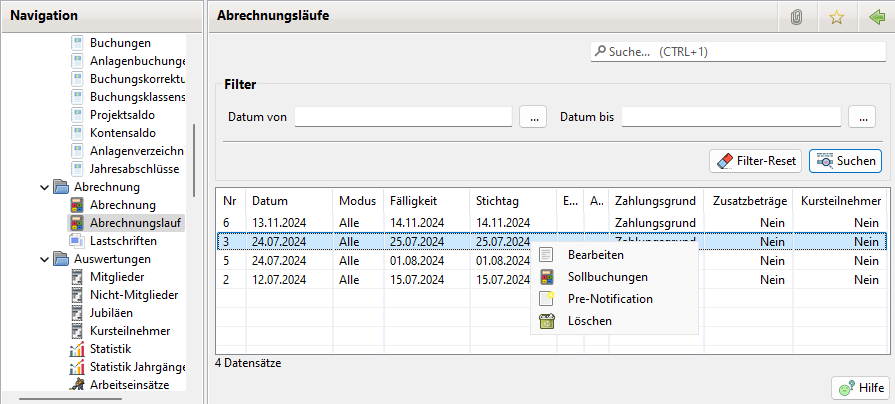 Navigation
Buchungen
Anlagenbuchunge
Buchungskorrektu
Buchungsklassens
Projektsaldo
Kontensaldo
Anlagenverzeichn
Jahresabschlüsse
Abrechnung
Abrechnung
Abrechnungslauf
Lastschriften
Auswertungen
Mitglieder
Nicht-Mitglieder
Jubiläen
Kursteilnehmer
Statistik
Statistik Jahrgänge
Arbeitseinsätze
Abrechnungsläufe
Suche... (CTRL+1)
Filter
Datum von ... Datum bis ...
Filter-Reset Suchen
Nr Datum Modus Fälligkeit Stichtag E... A.. Zahlungsgrund Zusatzbeträge Kursteilnehmer
6 13.11.2024 Alle 14.11.2024 14.11.2024 Zahlungsgrund Nein Nein
3 24.07.2024 Alle 25.07.2024 25.07.2024 Zahlungsgrund Nein Nein
5 24.07.2024 Alle 01.08.2024 01.08.2024 Nein Nein
2 12.07.2024 Alle 15.07.2024 15.07.2024 Nein Nein
Bearbeiten
Sollbuchungen
Pre-Notification
Löschen
4 Datensätze
Hilfe